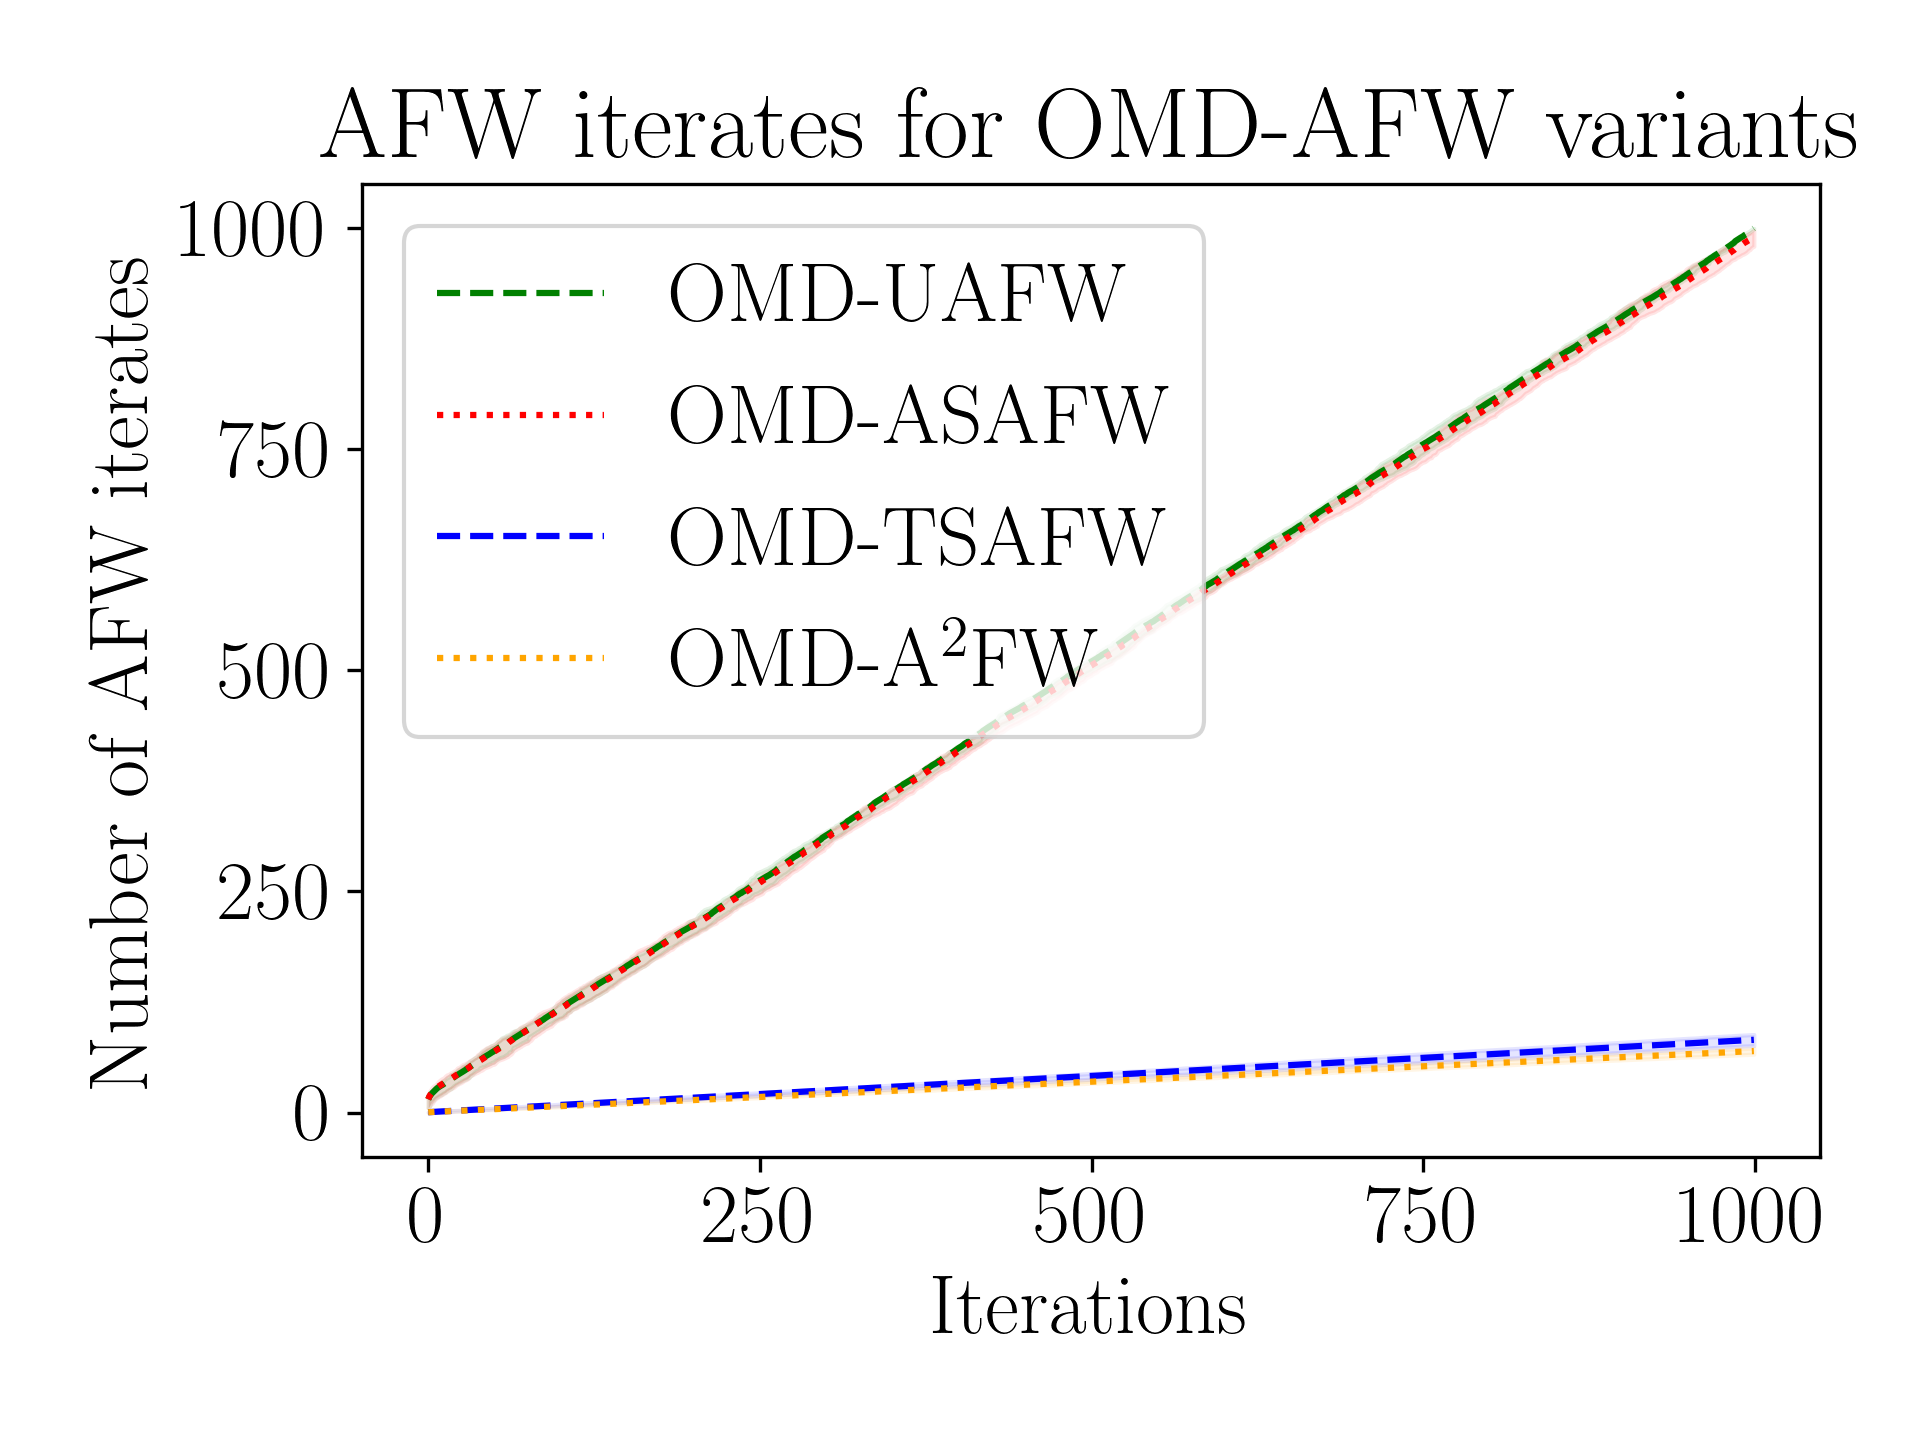 AFW iterates for OMD-AFW variants
Number of AFW iterates
1000
750
500
250
0
OMD-UAFW
OMD-ASAFW
OMD-TSAFW
OMD-A²FW
0 250 500 750 1000
Iterations